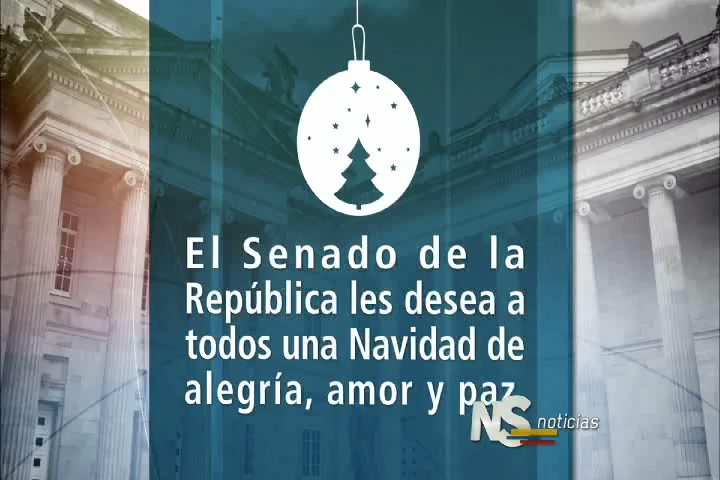 El Senado de la
República les desea a
todos una Navidad de
alegría, amor y paz.
NS noticias